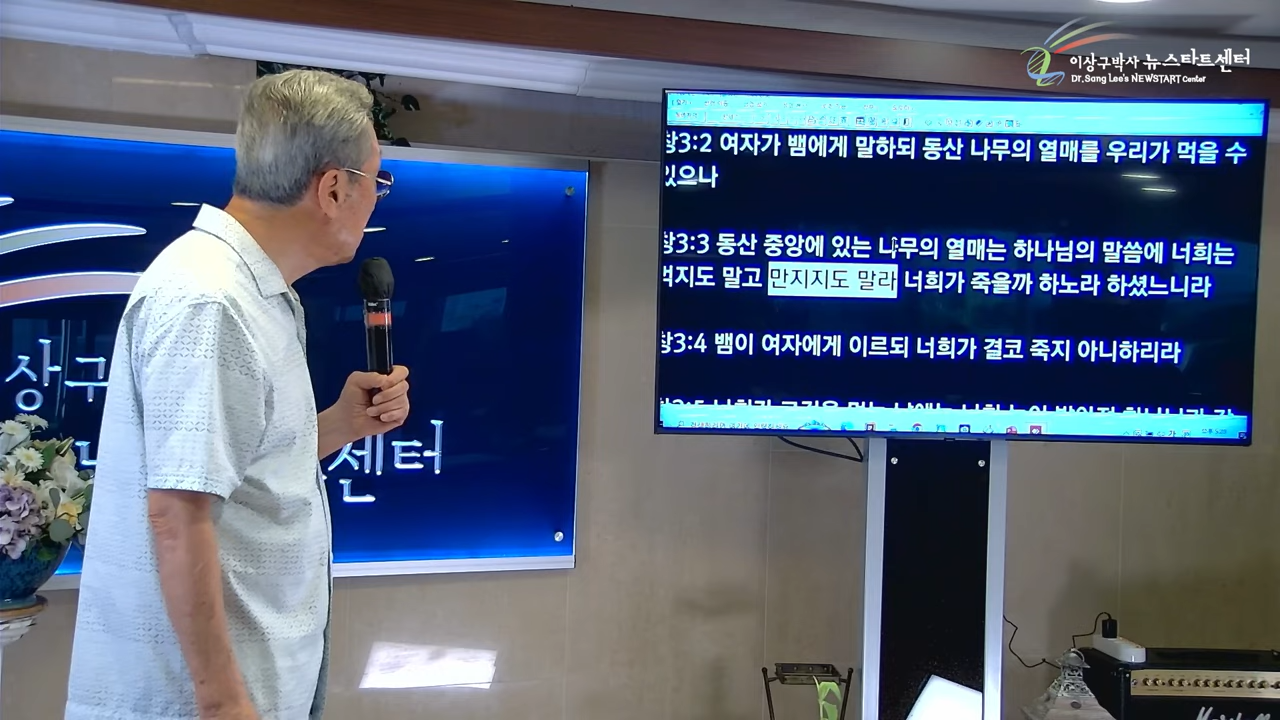 이상구박사 뉴스타트센터
Dr. Sang Lee's NEWSTART Center
창3:2 여자가 뱀에게 말하되 동산 나무의 열매를 우리가 먹을 수
있으나
창3:3 동산 중앙에 있는 나무의 열매는 하나님의 말씀에 너희는
먹지도 말고 만지지도 말라 너희가 죽을까 하노라 하셨느니라
창3:4 뱀이 여자에게 이르되 너희가 결코 죽지 아니하리라
상구
센터